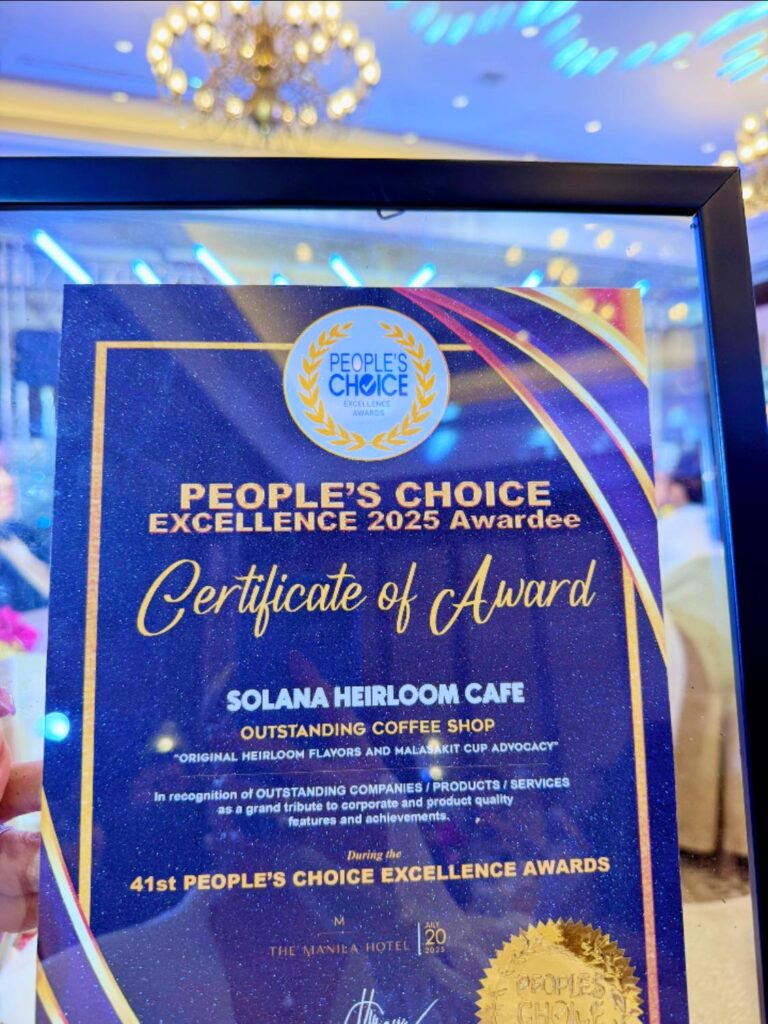 PEOPLE'S
CHOICE
EXCELLENCE
AWARDS
PEOPLE'S CHOICE
EXCELLENCE 2025 Awardee
Certificate of Award
SOLANA HEIRLOOM CAFE
OUTSTANDING COFFEE SHOP
"ORIGINAL HEIRLOOM FLAVORS AND MALASAKIT CUP ADVOCACY"
In recognition of OUTSTANDING COMPANIES / PRODUCTS / SERVICES
as a grand tribute to corporate and product quality
features and achievements.
During the
41st PEOPLE'S CHOICE EXCELLENCE AWARDS
M
THE MANILA HOTEL
JULY
20
2025
PEOPLE'S
CHOICE